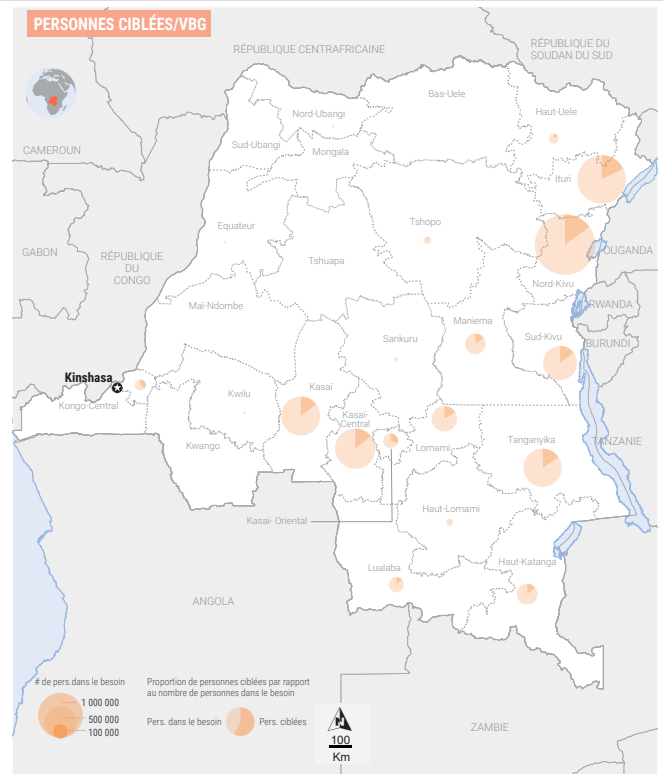 PERSONNES CIBLÉES/VBG
RÉPUBLIQUE CENTRAFRICAINE
RÉPUBLIQUE DU
SOUDAN DU SUD
Bas-Uele
Nord-Ubangi
Haut-Uele
CAMEROUN
Sud-Ubangi
Mongala
Ituri
Equateur
Tshopo
GABON
RÉPUBLIQUE
DU
CONGO
OUGANDA
Tshuapa
Nord-Kivu
Maï-Ndombe
RWANDA
Maniema
Sankuru
Sud-Kivu
BURUNDI
Kinshasa
Kasaï
Kwilu
Kongo-Central
Kasaï-
Central
Kwango
Lomami
Tanganyika
TANZANIE
Kasaï- Oriental
Haut-Lomami
Lualaba
Haut-Katanga
ANGOLA
# de pers.dans le besoin
1 000 000
500 000
100 000
Proportion de personnes ciblées par rapport
au nombre de personnes dans le besoin
Pers. dans le besoin
Pers. ciblées
N
100
Km
ZAMBIE